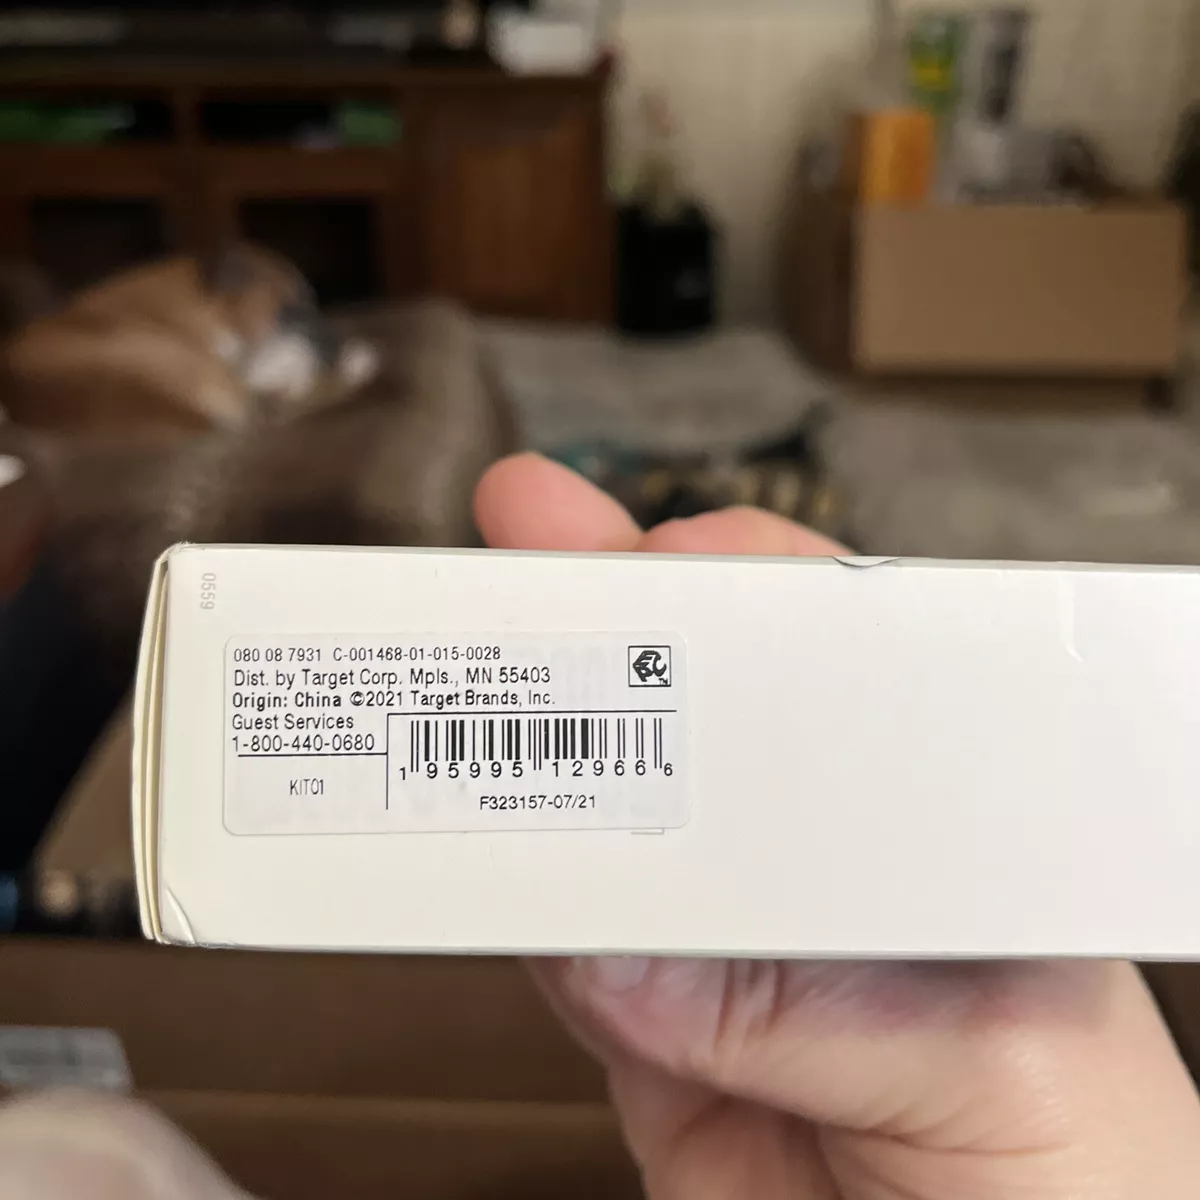 0559
080 08 7931 C-001468-01-015-0028
Dist. by Target Corp. Mpls., MN 55403
Origin: China ©2021 Target Brands, Inc.
Guest Services
1-800-440-0680
KIT01
1 95995 12966 6
F323157-07/21